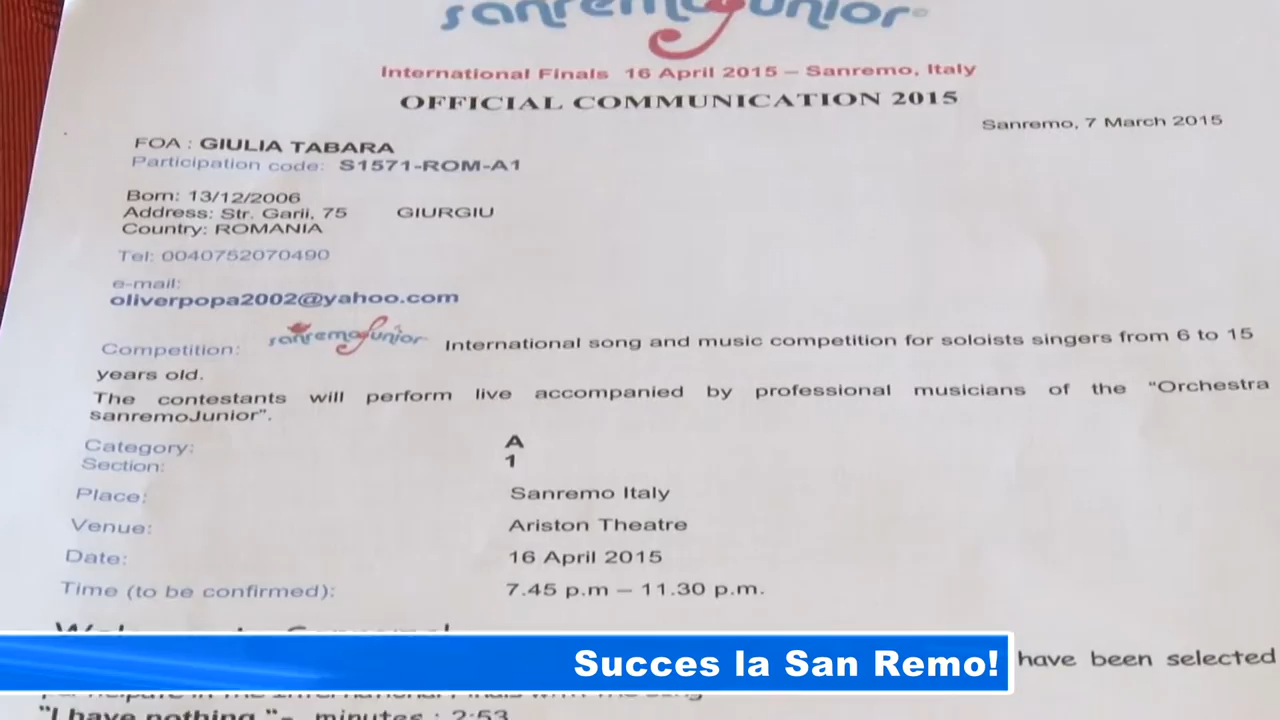 sanremoJunior©
International Finals 16 April 2015 – Sanremo, Italy
OFFICIAL COMMUNICATION 2015
Sanremo, 7 March 2015
FOA : GIULIA TABARA
Participation code: S1571-ROM-A1
Born: 13/12/2006
Address: Str. Garii, 75 GIURGIU
Country: ROMANIA
Tel: 0040752070490
e-mail:
oliverpopa2002@yahoo.com
Competition: sanremoJunior International song and music competition for soloists singers from 6 to 15
years old.
The contestants will perform live accompanied by professional musicians of the "Orchestra
sanremoJunior".
Category: A
Section: 1
Place: Sanremo Italy
Venue: Ariston Theatre
Date: 16 April 2015
Time (to be confirmed): 7.45 p.m – 11.30 p.m.
Succes la San Remo!
have been selected
"I have nothing "- minutes : 2:53